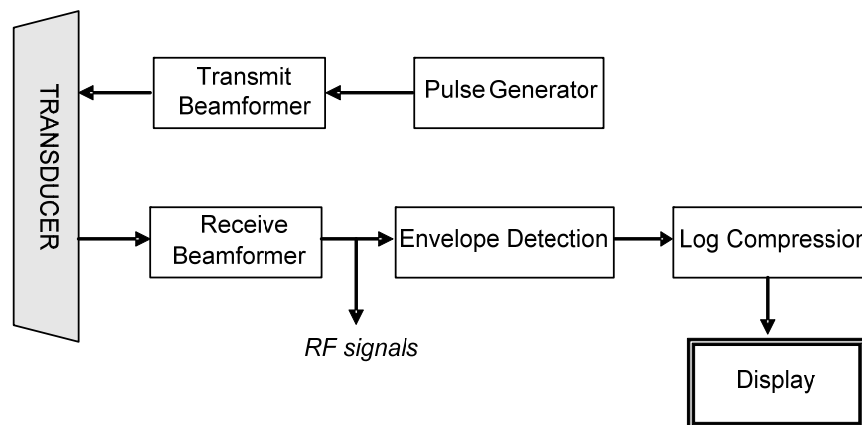 TRANSDUCER
Transmit
Beamformer
Pulse Generator
Receive
Beamformer
Envelope Detection
Log Compression
RF signals
Display